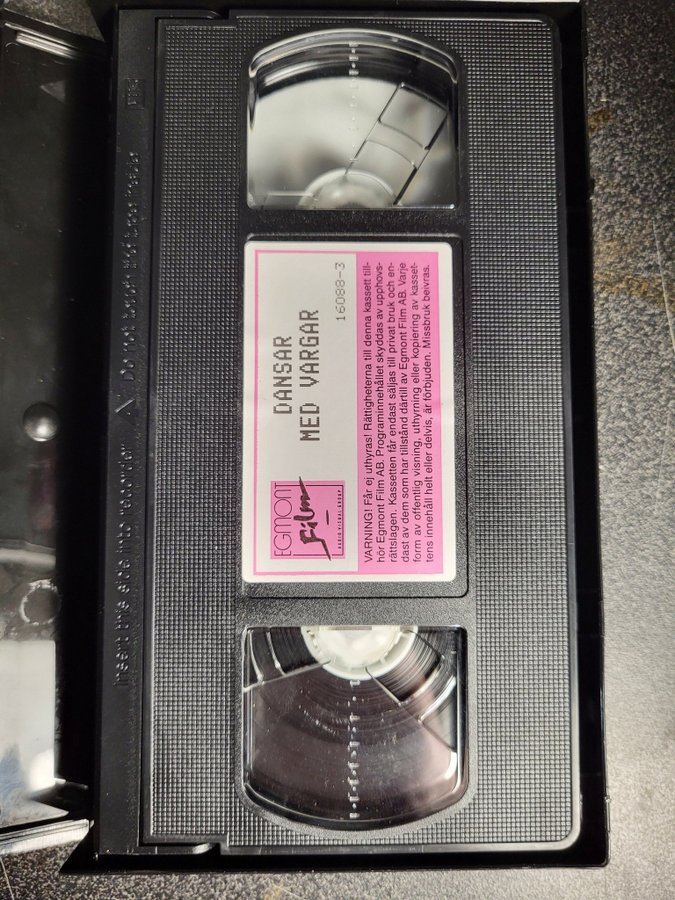 DANSAR
MED VARGAR
16088-3
EGMONT
Film
AUDIO VISUAL GROUP
VARNING! Får ej uthyras! Rättigheterna till denna kassett till-
hör Egmont Film AB. Programinnehållet skyddas av upphovs-
rättslagen. Kassetten får endast säljas till privat bruk och en-
dast av dem som har tillstånd därtill av Egmont Film AB. Varje
form av offentlig visning, uthyrning eller kopiering av kasset-
tens innehåll helt eller delvis, är förbjuden. Missbruk beivras.
Insert this side into recorder
Do not touch the tape inside